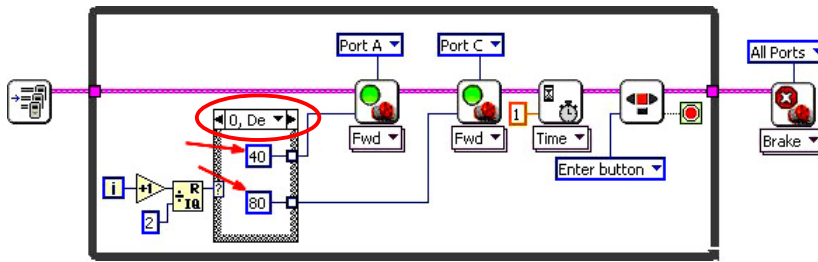 Port A
Port C
All Ports
0, De
40
Fwd
Fwd
1
Time
Brake
Enter button
i
+1
R
IQ
?
80
2